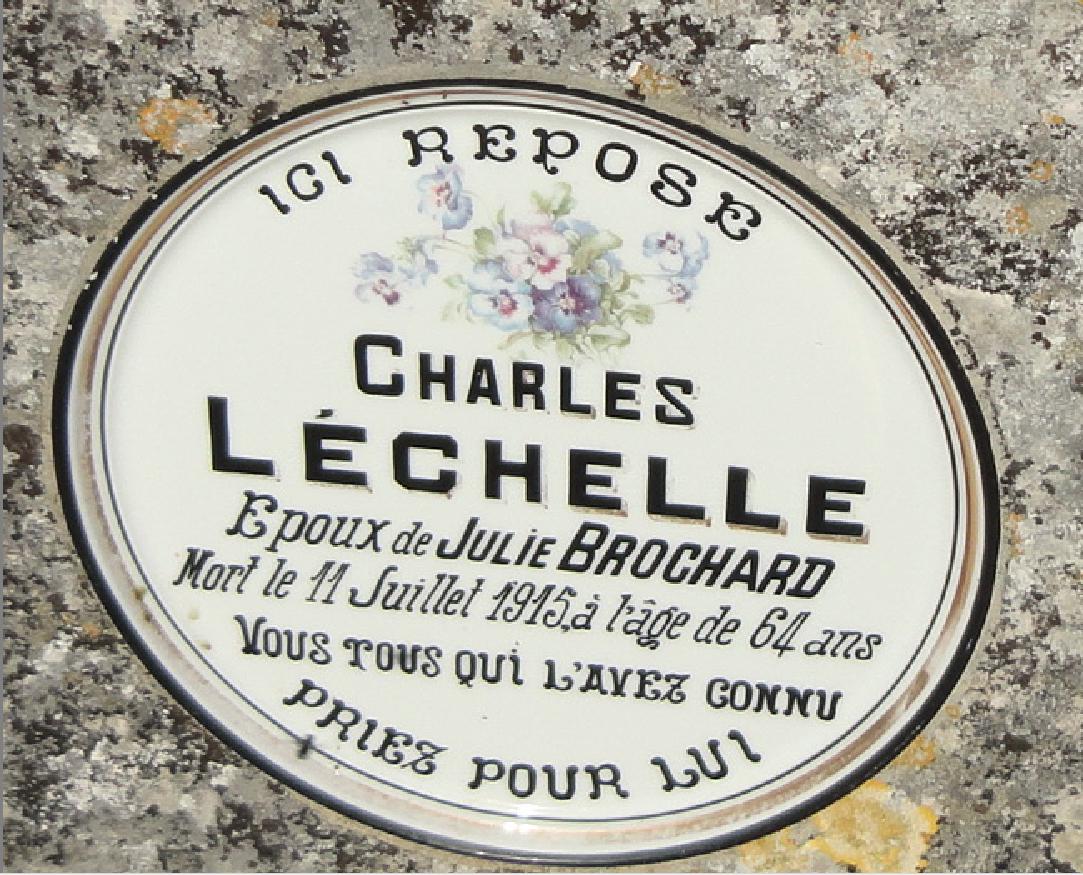 ICI REPOSE
CHARLES
LÉCHELLE
Epoux de JULIE BROCHARD
Mort le 11 Juillet 1915, à l'âge de 64 ans
VOUS TOUS QUI L'AVEZ CONNU
PRIEZ POUR LUI